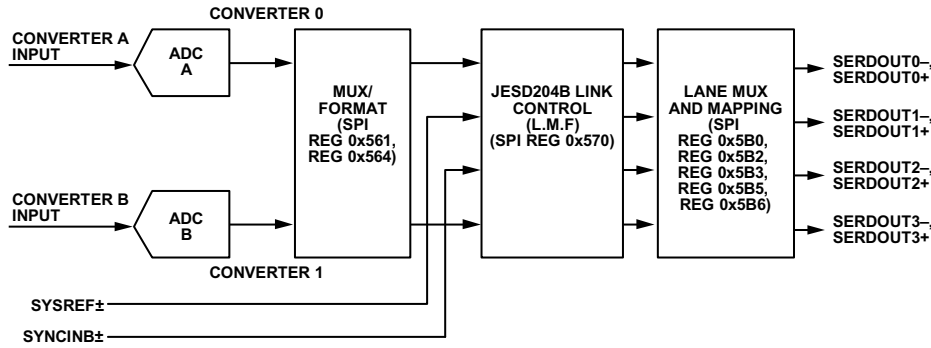 CONVERTER 0
CONVERTER A
INPUT
ADC
A
MUX/
FORMAT
(SPI
REG 0x561,
REG 0x564)
JESD204B LINK
CONTROL
(L.M.F)
(SPI REG 0x570)
LANE MUX
AND MAPPING
(SPI
REG 0x5B0,
REG 0x5B2,
REG 0x5B3,
REG 0x5B5,
REG 0x5B6)
SERDOUT0–,
SERDOUT0+
SERDOUT1–,
SERDOUT1+
SERDOUT2–,
SERDOUT2+
SERDOUT3–,
SERDOUT3+
CONVERTER B
INPUT
ADC
B
CONVERTER 1
SYSREF±
SYNCINB±